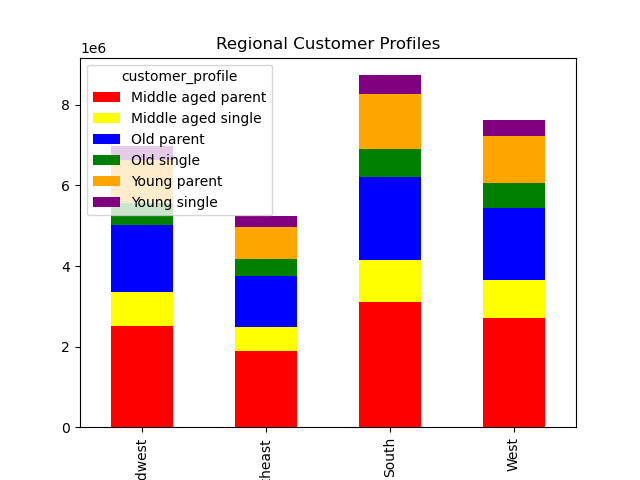 Regional Customer Profiles
1e6
customer_profile
Middle aged parent
Middle aged single
Old parent
Old single
Young parent
Young single
8
6
4
2
0
dwest
heast
South
West